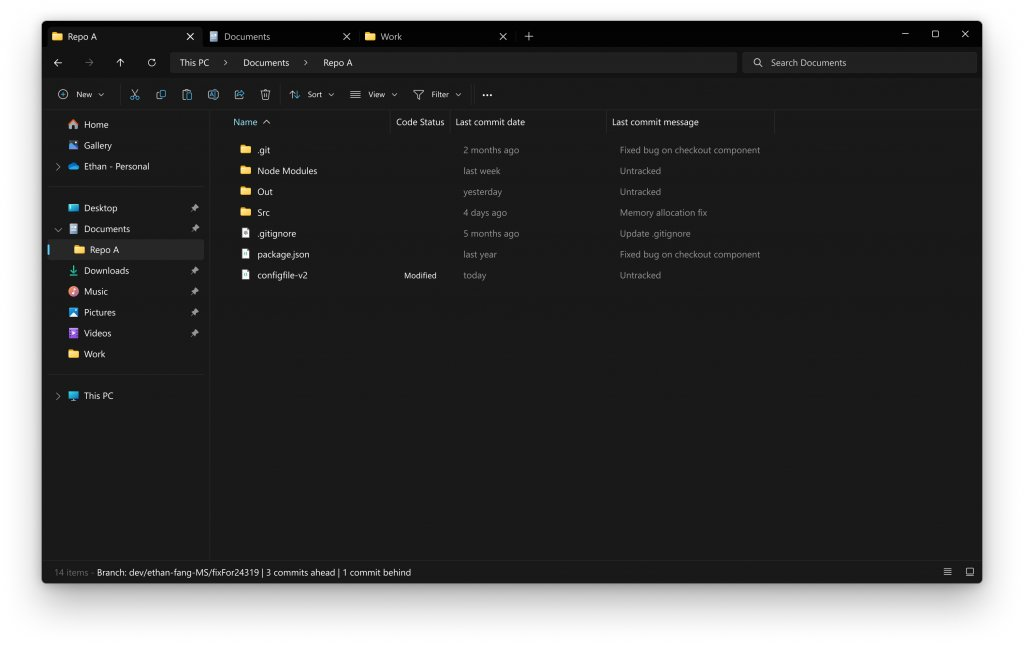 Repo A Documents Work
This PC Documents Repo A Search Documents
New Sort View Filter
Name Code Status Last commit date Last commit message
Home
Gallery
Ethan - Personal
Desktop
Documents
Repo A
Downloads
Music
Pictures
Videos
Work
This PC
.git 2 months ago Fixed bug on checkout component
Node Modules last week Untracked
Out yesterday Untracked
Src 4 days ago Memory allocation fix
.gitignore 5 months ago Update .gitignore
package.json last year Fixed bug on checkout component
configfile-v2 Modified today Untracked
14 items - Branch: dev/ethan-fang-MS/fixFor24319 | 3 commits ahead | 1 commit behind